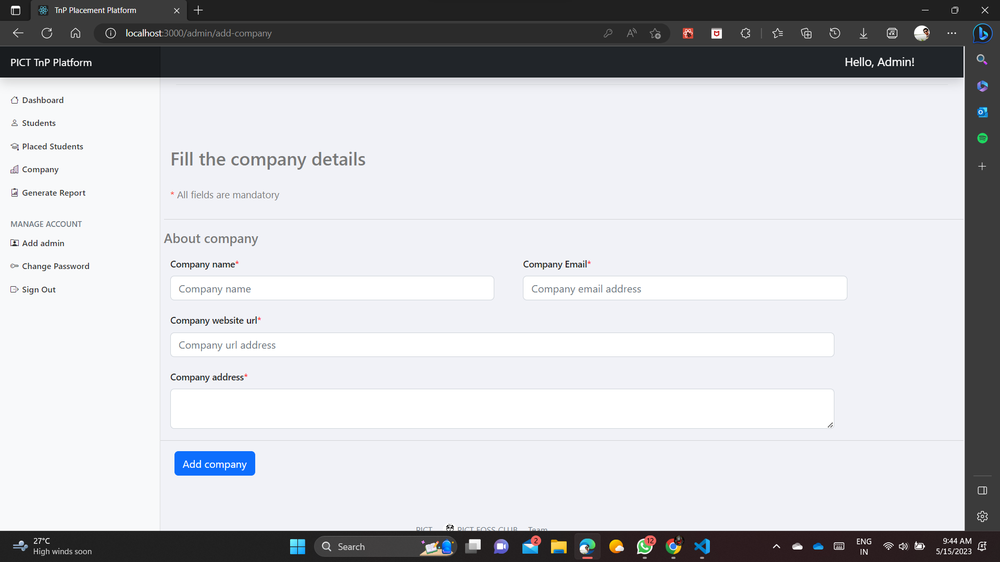 TnP Placement Platform
localhost:3000/admin/add-company
PICT TnP Platform
Hello, Admin!
Dashboard
Students
Placed Students
Company
Generate Report
MANAGE ACCOUNT
Add admin
Change Password
Sign Out
Fill the company details
* All fields are mandatory
About company
Company name*
Company Email*
Company name
Company email address
Company website url*
Company url address
Company address*
Add company
PICT PICT FOSS CLUB Team
27°C
High winds soon
Search
2
12
ENG
IN
9:44 AM
5/15/2023